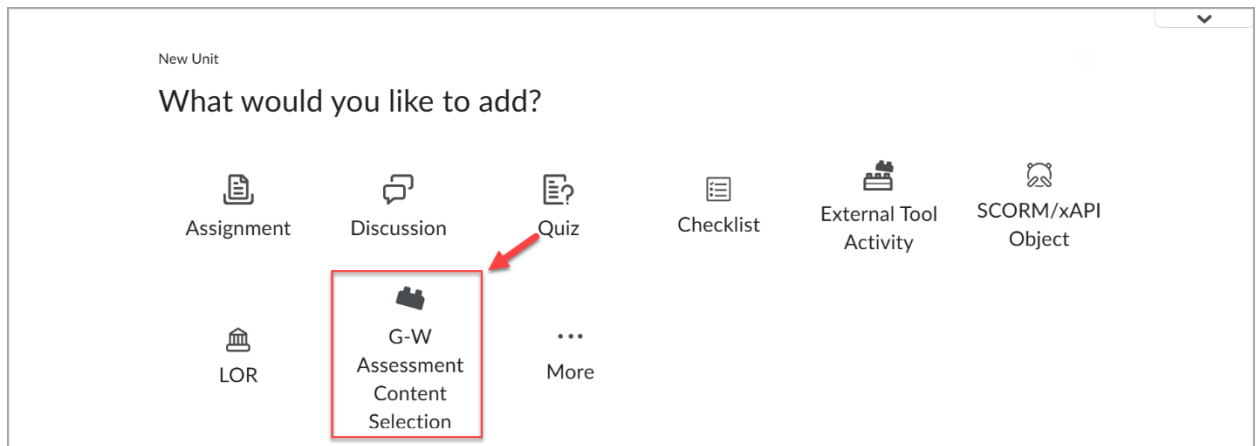 New Unit
What would you like to add?
Assignment
Discussion
Quiz
Checklist
External Tool
Activity
SCORM/xAPI
Object
LOR
G-W
Assessment
Content
Selection
More